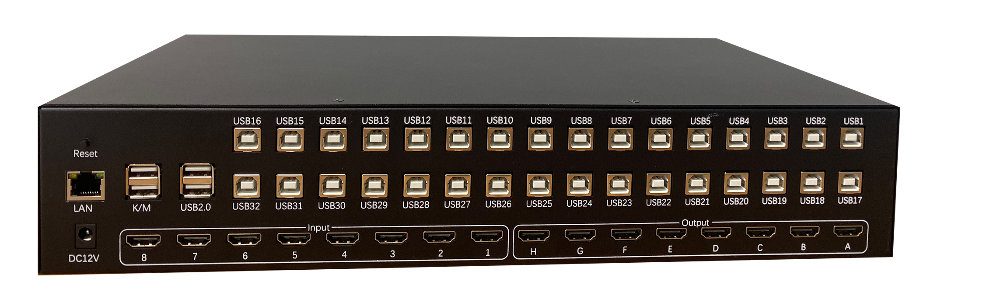 USB16 USB15 USB14 USB13 USB12 USB11 USB10 USB9 USB8 USB7 USB6 USB5 USB4 USB3 USB2 USB1
Reset
LAN K/M USB2.0 USB32 USB31 USB30 USB29 USB28 USB27 USB26 USB25 USB24 USB23 USB22 USB21 USB20 USB19 USB18 USB17
Input Output
DC12V 8 7 6 5 4 3 2 1 H G F E D C B A